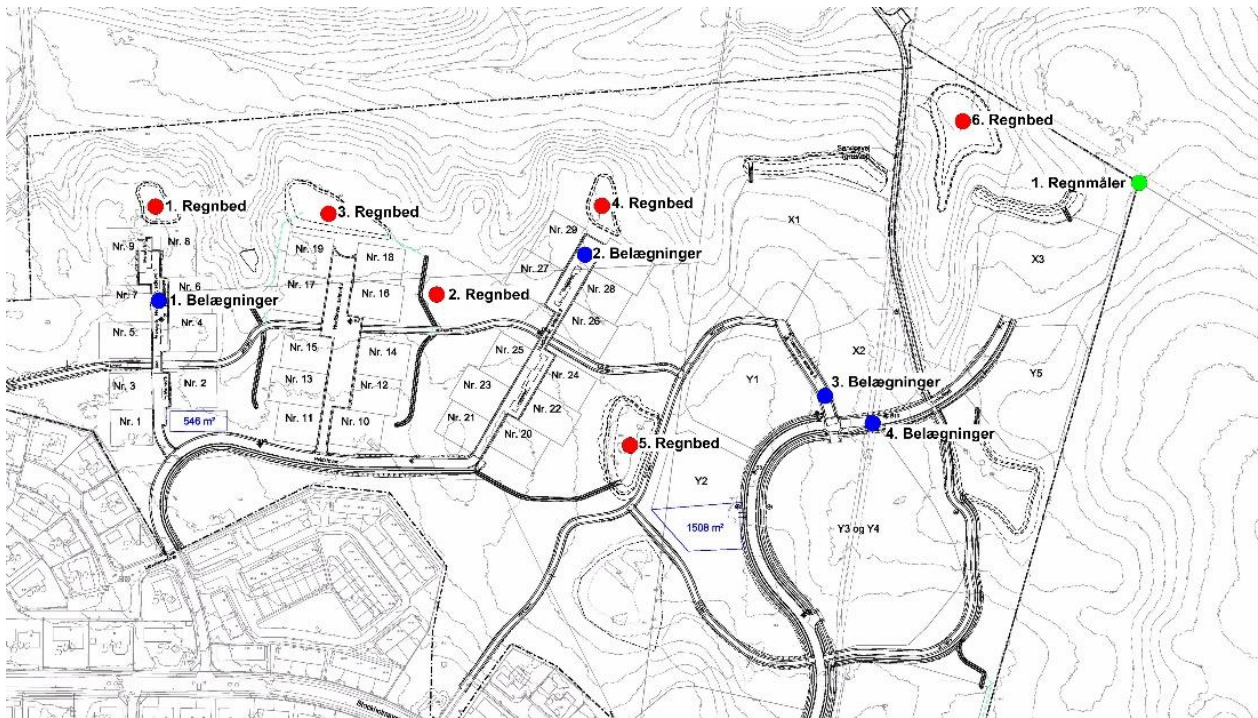 6. Regnbed
1. Regnmåler
1. Regnbed
3. Regnbed
4. Regnbed
X1
Nr. 9
Nr. 8
Nr. 19
Nr. 18
Nr. 29
2. Belægninger
X3
Nr. 27
Nr. 7
Nr. 6
Nr. 17
Nr. 16
2. Regnbed
Nr. 28
1. Belægninger
Nr. 5
Nr. 4
Nr. 26
Nr. 15
Nr. 14
Nr. 25
X2
Nr. 3
Nr. 2
Nr. 13
Nr. 12
Nr. 23
Nr. 24
Y1
3. Belægninger
Y5
Nr. 1
546 m²
Nr. 11
Nr. 10
Nr. 21
Nr. 22
Nr. 20
4. Belægninger
5. Regnbed
Y2
1508 m²
Y3 og Y4